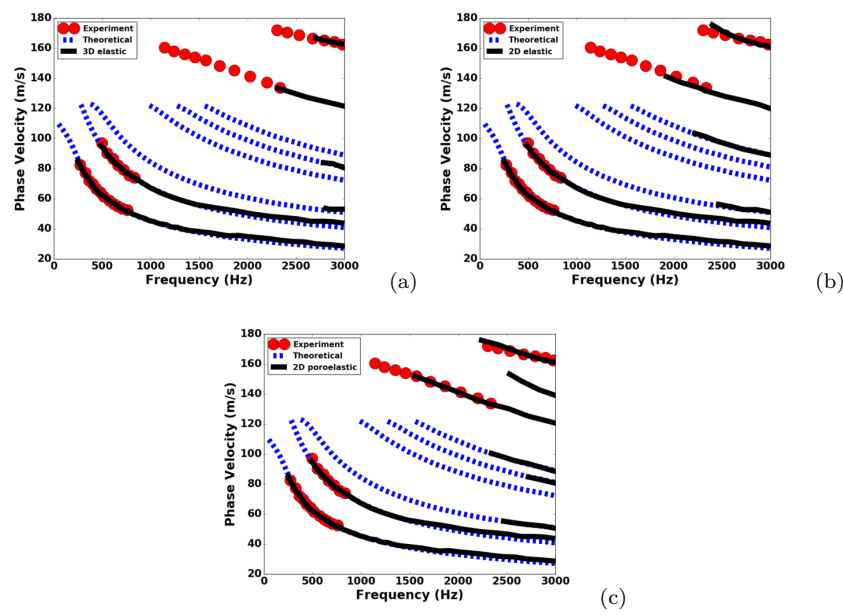 180
160
140
120
100
80
60
40
20
Phase Velocity (m/s)
Experiment
Theoretical
3D elastic
0 500 1000 1500 2000 2500 3000
Frequency (Hz)
(a)
180
160
140
120
100
80
60
40
20
Phase Velocity (m/s)
Experiment
Theoretical
2D elastic
0 500 1000 1500 2000 2500 3000
Frequency (Hz)
(b)
180
160
140
120
100
80
60
40
20
Phase Velocity (m/s)
Experiment
Theoretical
2D poroelastic
0 500 1000 1500 2000 2500 3000
Frequency (Hz)
(c)